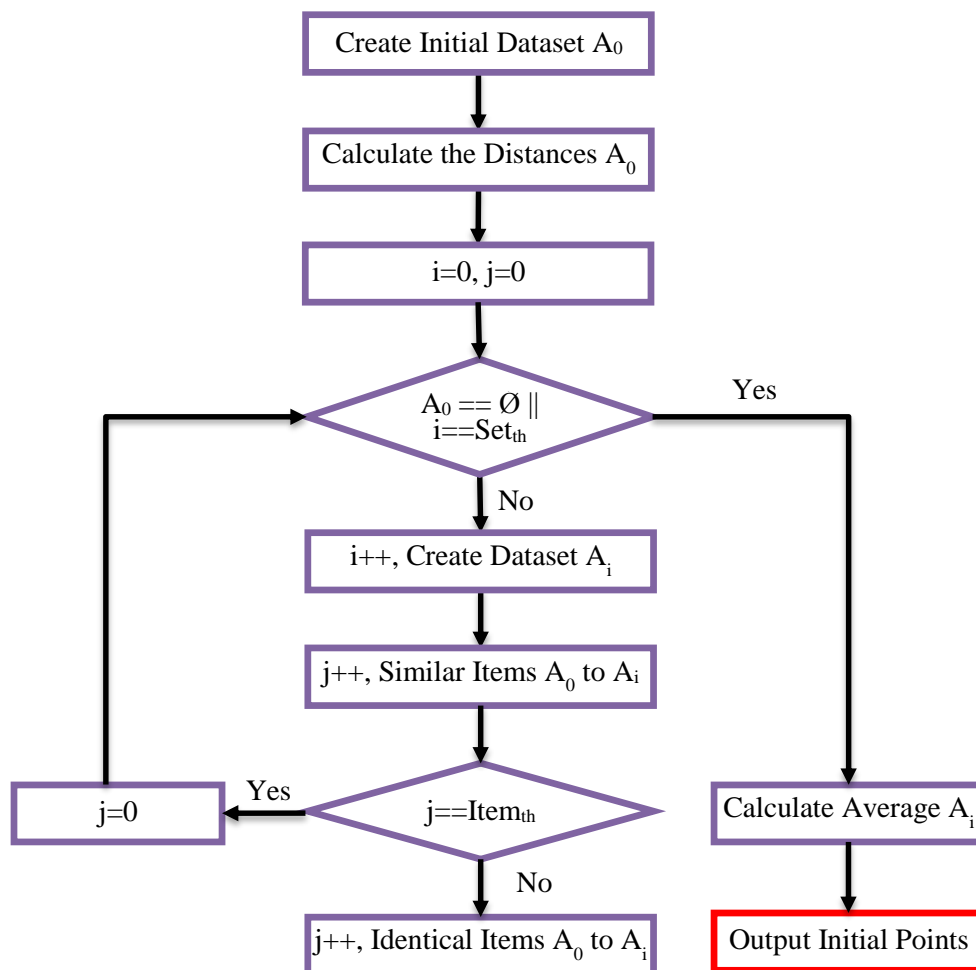 Create Initial Dataset A₀
Calculate the Distances A₀
i=0, j=0
A₀ == Ø ||
i==Setₜₕ
Yes
No
i++, Create Dataset Aᵢ
j++, Similar Items A₀ to Aᵢ
j==Itemₜₕ
Yes
j=0
No
j++, Identical Items A₀ to Aᵢ
Calculate Average Aᵢ
Output Initial Points